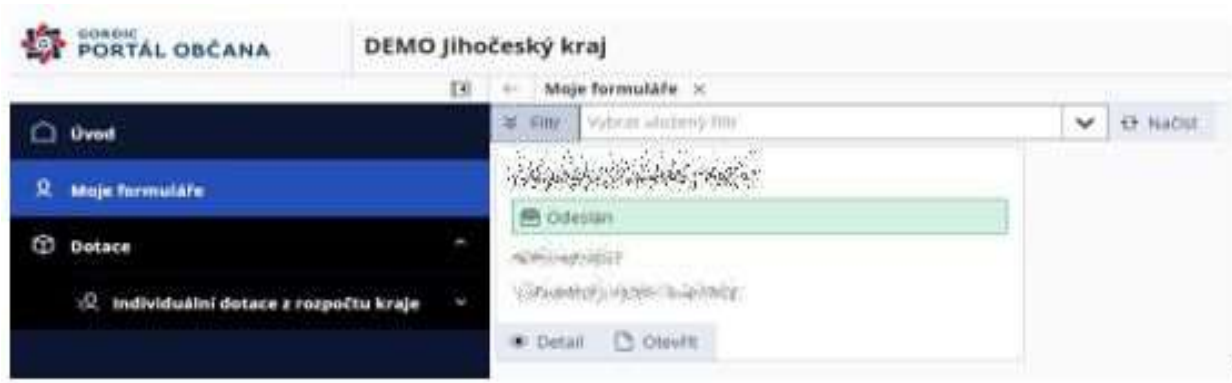 GORDIC
PORTÁL OBČANA
DEMO Jihočeský kraj
Moje formuláře ×
Úvod
Filtr Vybrat uložený filtr Načíst
Moje formuláře
Odeslán
Dotace
Individuální dotace z rozpočtu kraje
Detail Otevřít